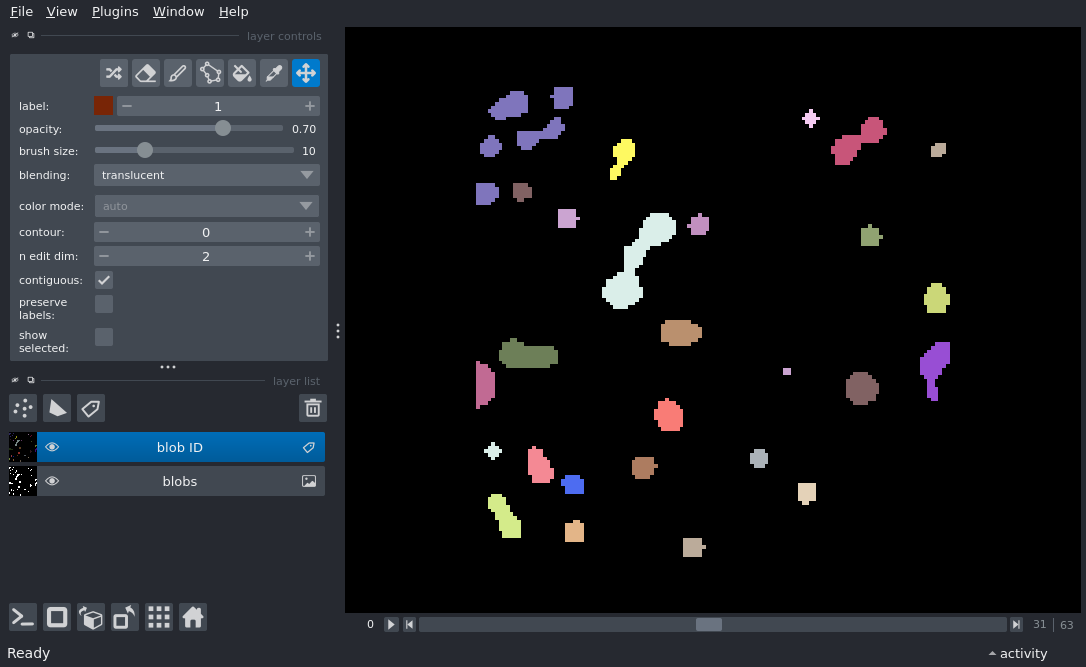 File View Plugins Window Help
layer controls
label: 1
opacity: 0.70
brush size: 10
blending: translucent
color mode: auto
contour: 0
n edit dim: 2
contiguous:
preserve
labels:
show
selected:
layer list
blob ID
blobs
0 31 | 63
Ready activity